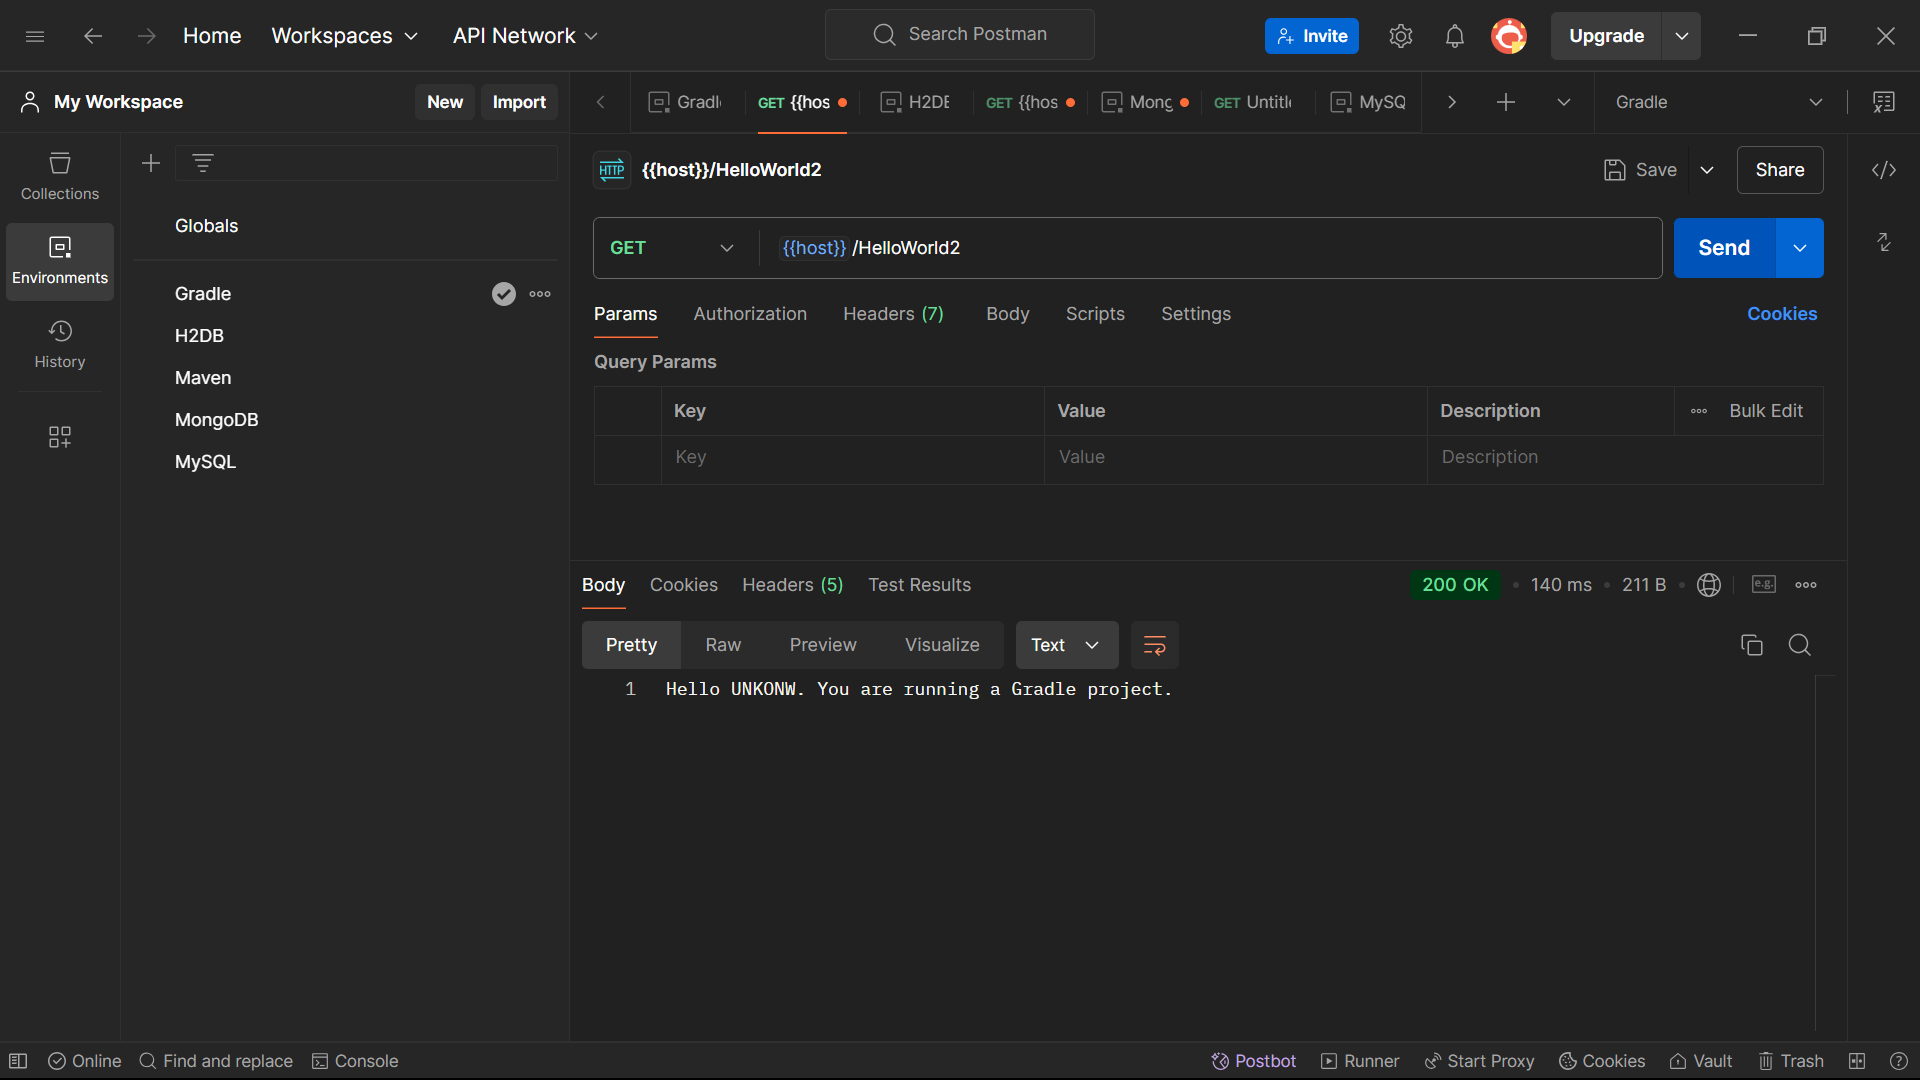 Home Workspaces API Network Search Postman Invite Upgrade
My Workspace New Import Gradl GET {{hos H2DE GET {{hos Mong GET Untitl MySQ Gradle
Collections
Environments
History
Globals
Gradle
H2DB
Maven
MongoDB
MySQL
HTTP {{host}}/HelloWorld2 Save Share
GET {{host}} /HelloWorld2 Send
Params Authorization Headers (7) Body Scripts Settings Cookies
Query Params
Key Value Description Bulk Edit
Key Value Description
Body Cookies Headers (5) Test Results 200 OK 140 ms 211 B e.g.
Pretty Raw Preview Visualize Text
1 Hello UNKONW. You are running a Gradle project.
Online Find and replace Console Postbot Runner Start Proxy Cookies Vault Trash